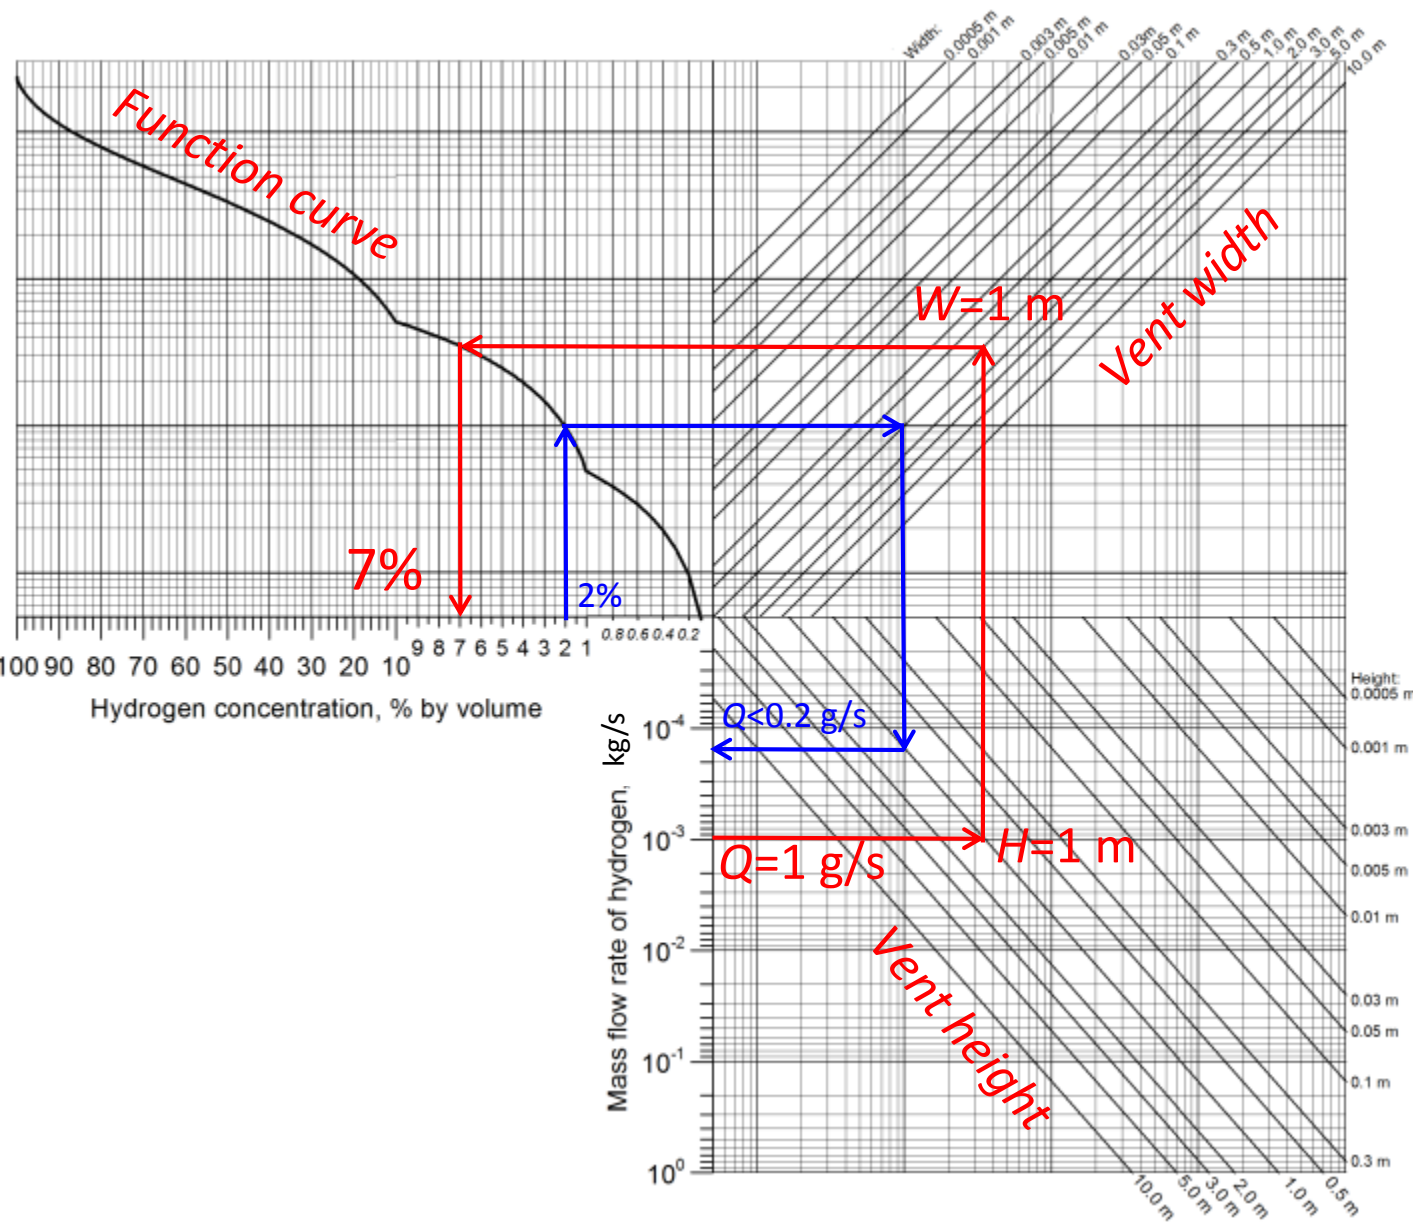 Width:
0.0005 m
0.001 m
0.003 m
0.005 m
0.01 m
0.03m
0.05 m
0.1 m
0.3 m
0.5 m
1.0 m
2.0 m
3.0 m
5.0 m
10.0 m
Function curve
Vent width
W=1 m
7%
2%
100 90 80 70 60 50 40 30 20 10 9 8 7 6 5 4 3 2 1 0.8 0.6 0.4 0.2
Hydrogen concentration, % by volume
Height:
0.0005 m
0.001 m
0.003 m
0.005 m
0.01 m
0.03 m
0.05 m
0.1 m
0.3 m
Mass flow rate of hydrogen, kg/s
10⁻⁴
10⁻³
10⁻²
10⁻¹
10⁰
Q<0.2 g/s
Q=1 g/s
H=1 m
Vent height
10.0 m
5.0 m
3.0 m
2.0 m
1.0 m
0.5 m